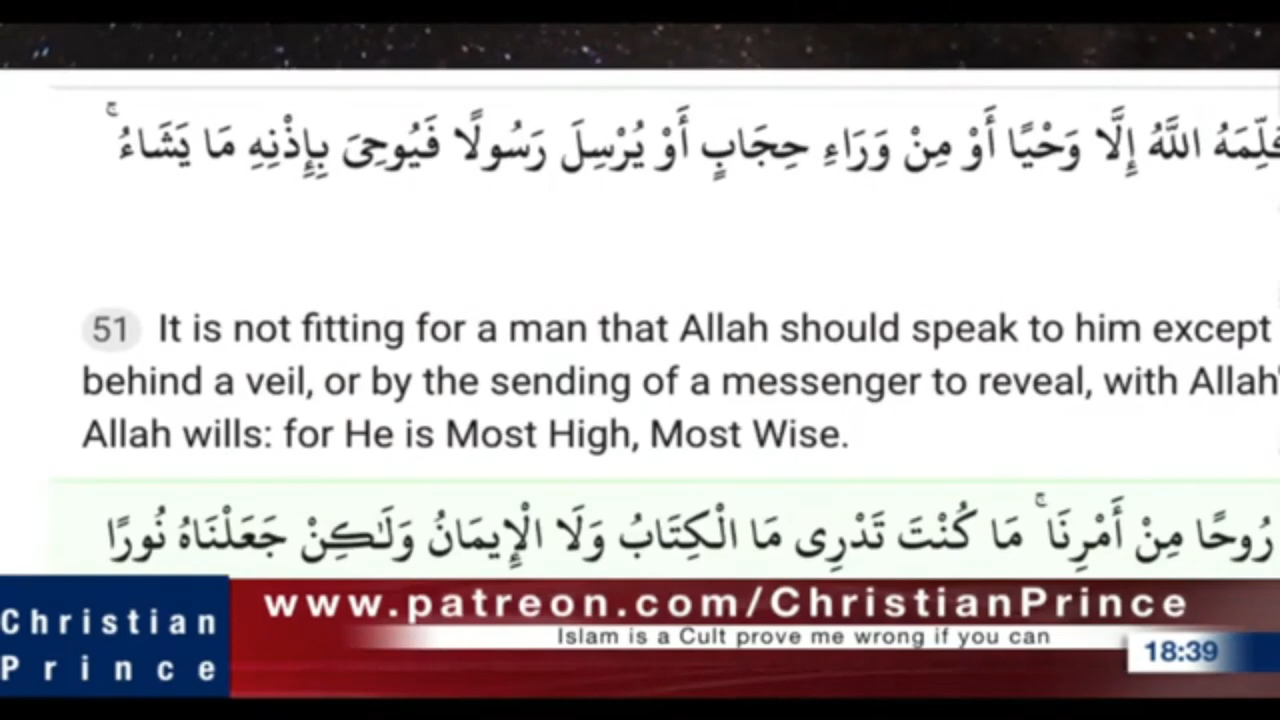 اللَّهُ إِلَّا وَحْيًا أَوْ مِنْ وَرَاءِ حِجَابٍ أَوْ يُرْسِلَ رَسُولًا فَيُوحِىَ بِإِذْنِهِ مَا يَشَاءُ ۚ
51 It is not fitting for a man that Allah should speak to him except
behind a veil, or by the sending of a messenger to reveal, with Allah'
Allah wills: for He is Most High, Most Wise.
رُوحًا مِنْ أَمْرِنَا ۚ مَا كُنْتَ تَدْرِى مَا الْكِتَابُ وَلَا الْإِيمَانُ وَلَٰكِنْ جَعَلْنَاهُ نُورًا
Christian
Prince
www.patreon.com/ChristianPrince
Islam is a Cult prove me wrong if you can
18:39